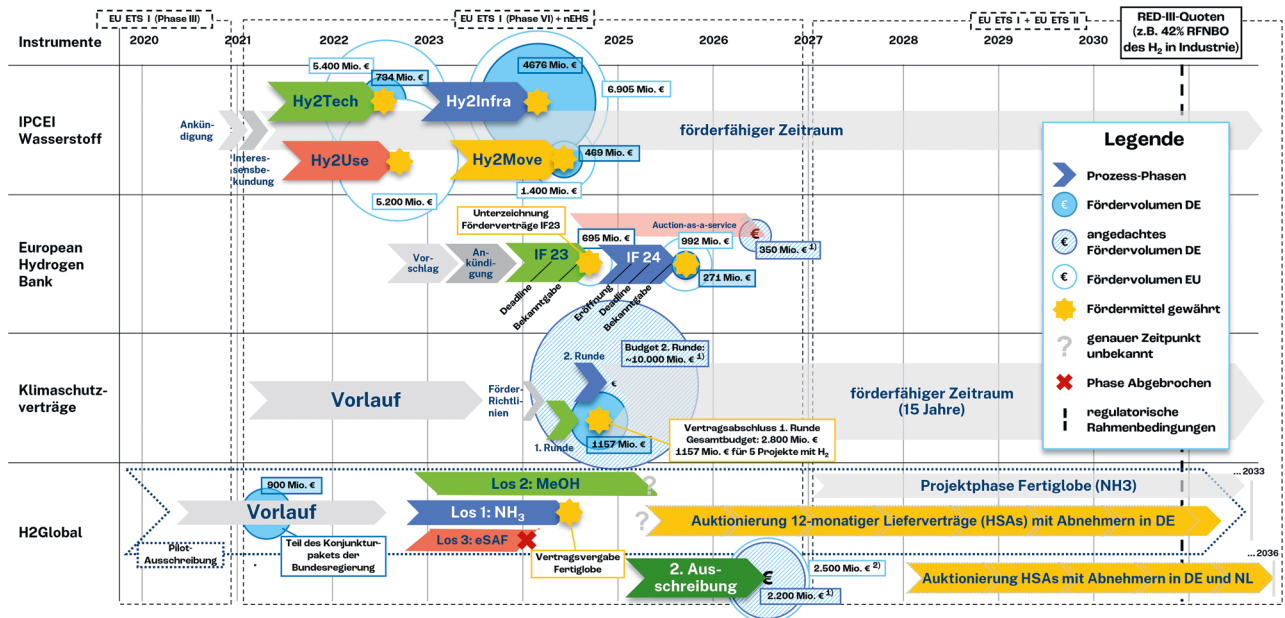 EU ETS I (Phase III)
EU ETS I (Phase VI) + nEHS
EU ETS I + EU ETS II
RED-III-Quoten
(z.B. 42% RFNBO
des H₂ in Industrie)
Instrumente
2020
2021
2022
2023
2024
2025
2026
2027
2028
2029
2030
IPCEI
Wasserstoff
Ankün-
digung
Interes-
sensbe-
kundung
5.400 Mio. €
734 Mio. €
Hy2Tech
Hy2Use
5.200 Mio. €
4676 Mio. €
6.905 Mio. €
Hy2Infra
Hy2Move
469 Mio. €
1.400 Mio. €
förderfähiger Zeitraum
European
Hydrogen
Bank
Vor-
schlag
An-
kündi-
gung
Unterzeichnung
Förderverträge IF23
IF 23
Deadline
Bekanntgabe
695 Mio. €
IF 24
Eröffnung
Deadline
Bekanntgabe
992 Mio. €
271 Mio. €
Auction-as-a-service
€
350 Mio. € ¹⁾
Klimaschutz-
verträge
Vorlauf
Förder-
Richtli-
nien
1. Runde
2. Runde
€
Budget 2. Runde:
~10.000 Mio. € ¹⁾
1157 Mio. €
Vertragsabschluss 1. Runde
Gesamtbudget: 2.800 Mio. €
1157 Mio. € für 5 Projekte mit H₂
förderfähiger Zeitraum
(15 Jahre)
H2Global
Pilot-
Ausschreibung
900 Mio. €
Vorlauf
Teil des Konjunktur-
pakets der
Bundesregierung
Los 2: MeOH
?
Los 1: NH₃
Los 3: eSAF
Vertragsvergabe
Fertiglobe
?
Projektphase Fertiglobe (NH3)
... 2033
Auktionierung 12-monatiger Lieferverträge (HSAs) mit Abnehmern in DE
2. Aus-
schreibung
€
2.500 Mio. € ²⁾
2.200 Mio. € ¹⁾
... 2036
Auktionierung HSAs mit Abnehmern in DE und NL
Legende
Prozess-Phasen
€
Fördervolumen DE
€
angedachtes
Fördervolumen DE
€
Fördervolumen EU
Fördermittel gewährt
?
genauer Zeitpunkt
unbekannt
Phase Abgebrochen
regulatorische
Rahmenbedingungen